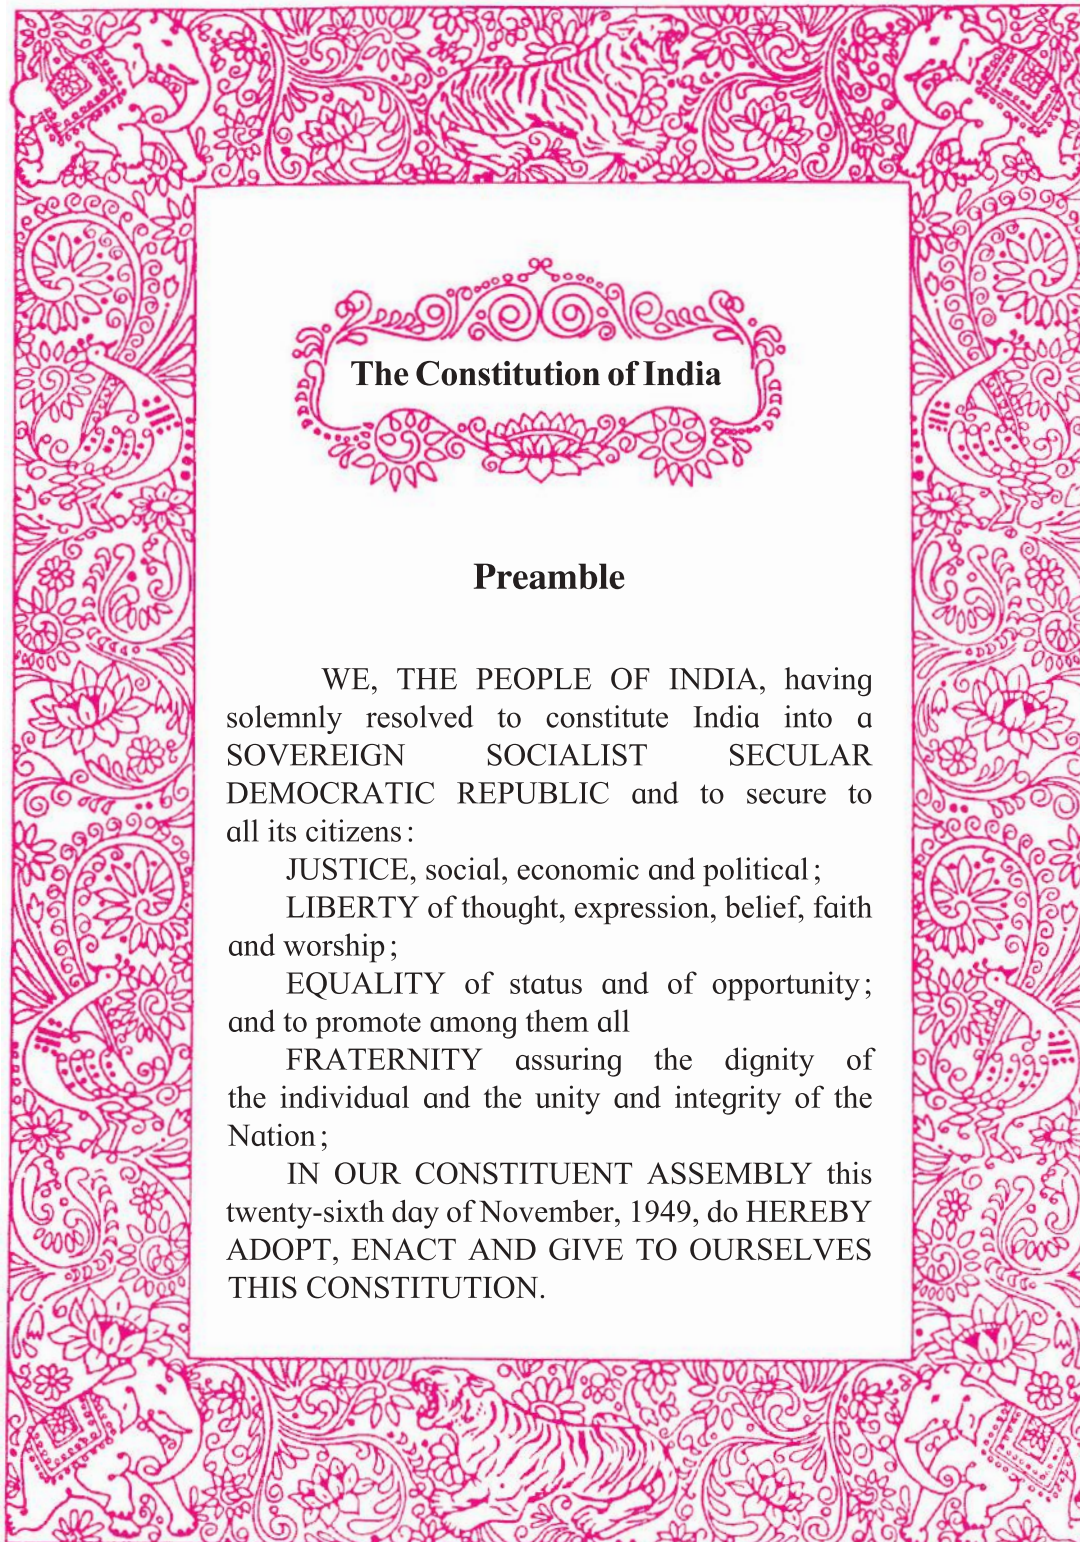 The Constitution of India
Preamble
WE, THE PEOPLE OF INDIA, having
solemnly resolved to constitute India into a
SOVEREIGN SOCIALIST SECULAR
DEMOCRATIC REPUBLIC and to secure to
all its citizens :
JUSTICE, social, economic and political ;
LIBERTY of thought, expression, belief, faith
and worship ;
EQUALITY of status and of opportunity ;
and to promote among them all
FRATERNITY assuring the dignity of
the individual and the unity and integrity of the
Nation ;
IN OUR CONSTITUENT ASSEMBLY this
twenty-sixth day of November, 1949, do HEREBY
ADOPT, ENACT AND GIVE TO OURSELVES
THIS CONSTITUTION.